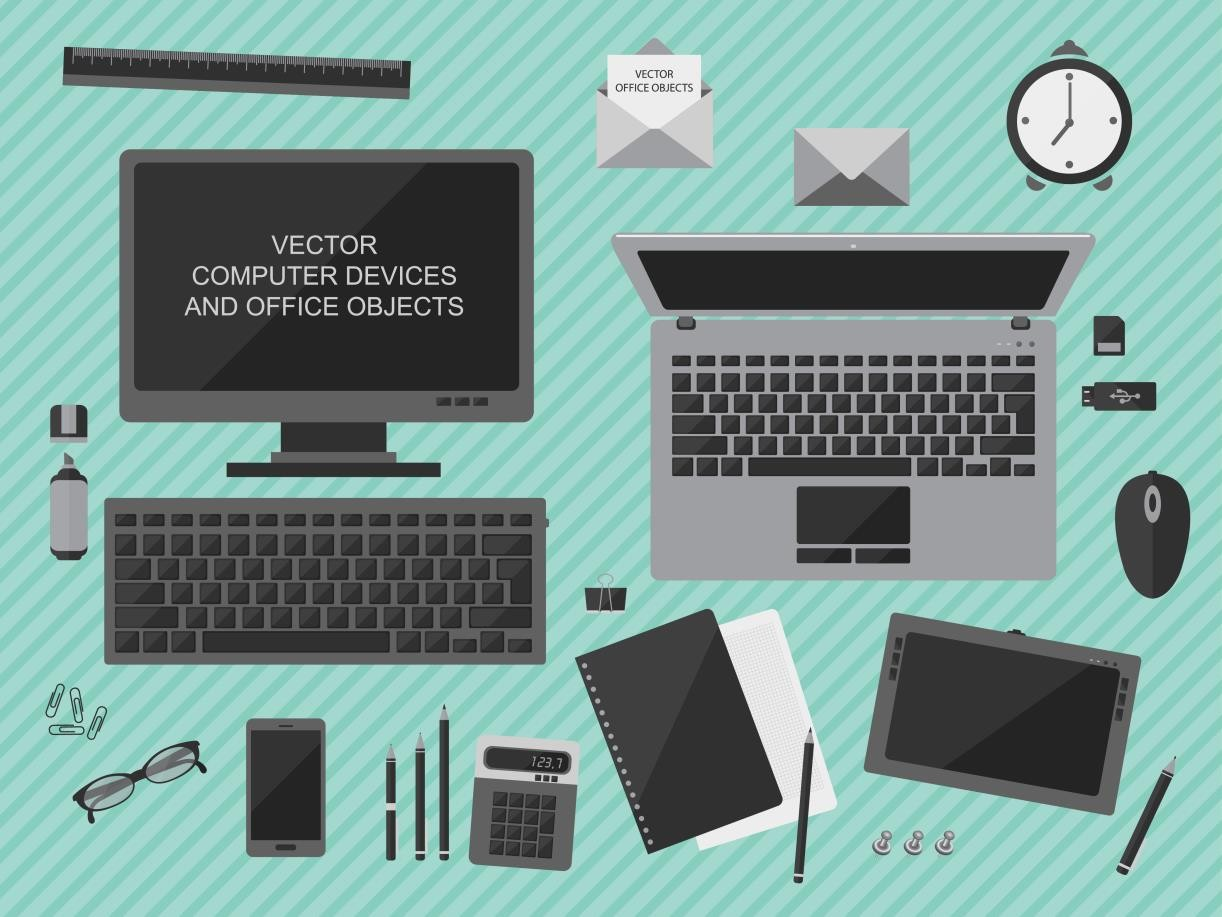 VECTOR
OFFICE OBJECTS
VECTOR
COMPUTER DEVICES
AND OFFICE OBJECTS
123.7